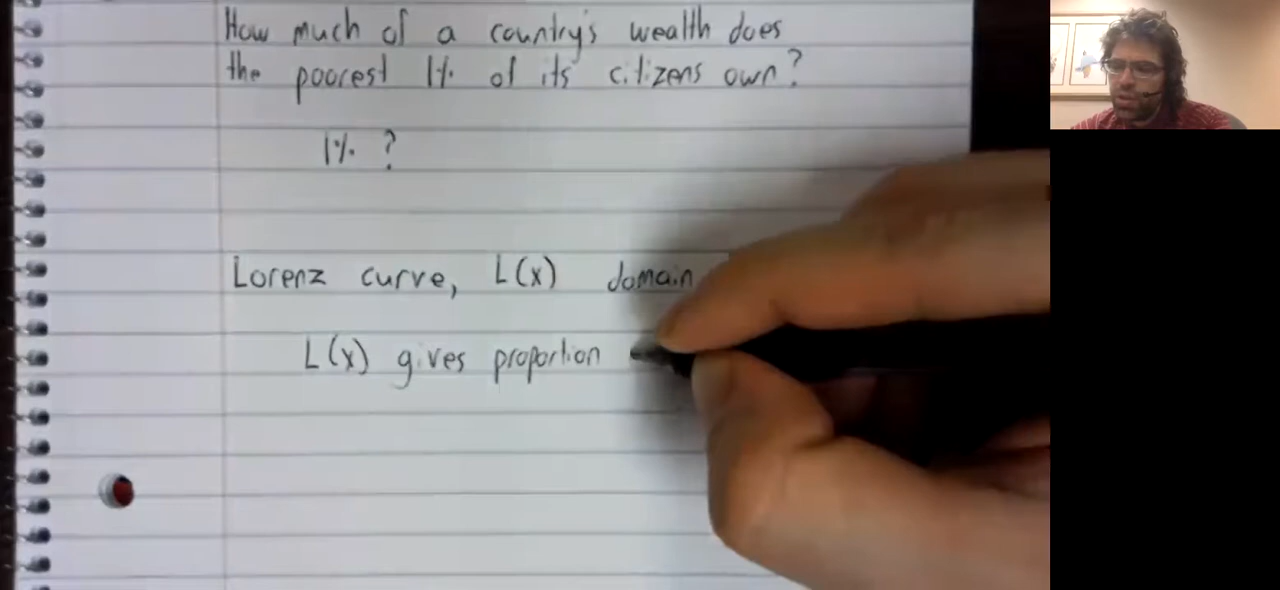 How much of a country's wealth does
the poorest 1% of its citizens own?
1% ?
Lorenz curve, L(x) domain
L(x) gives proportion